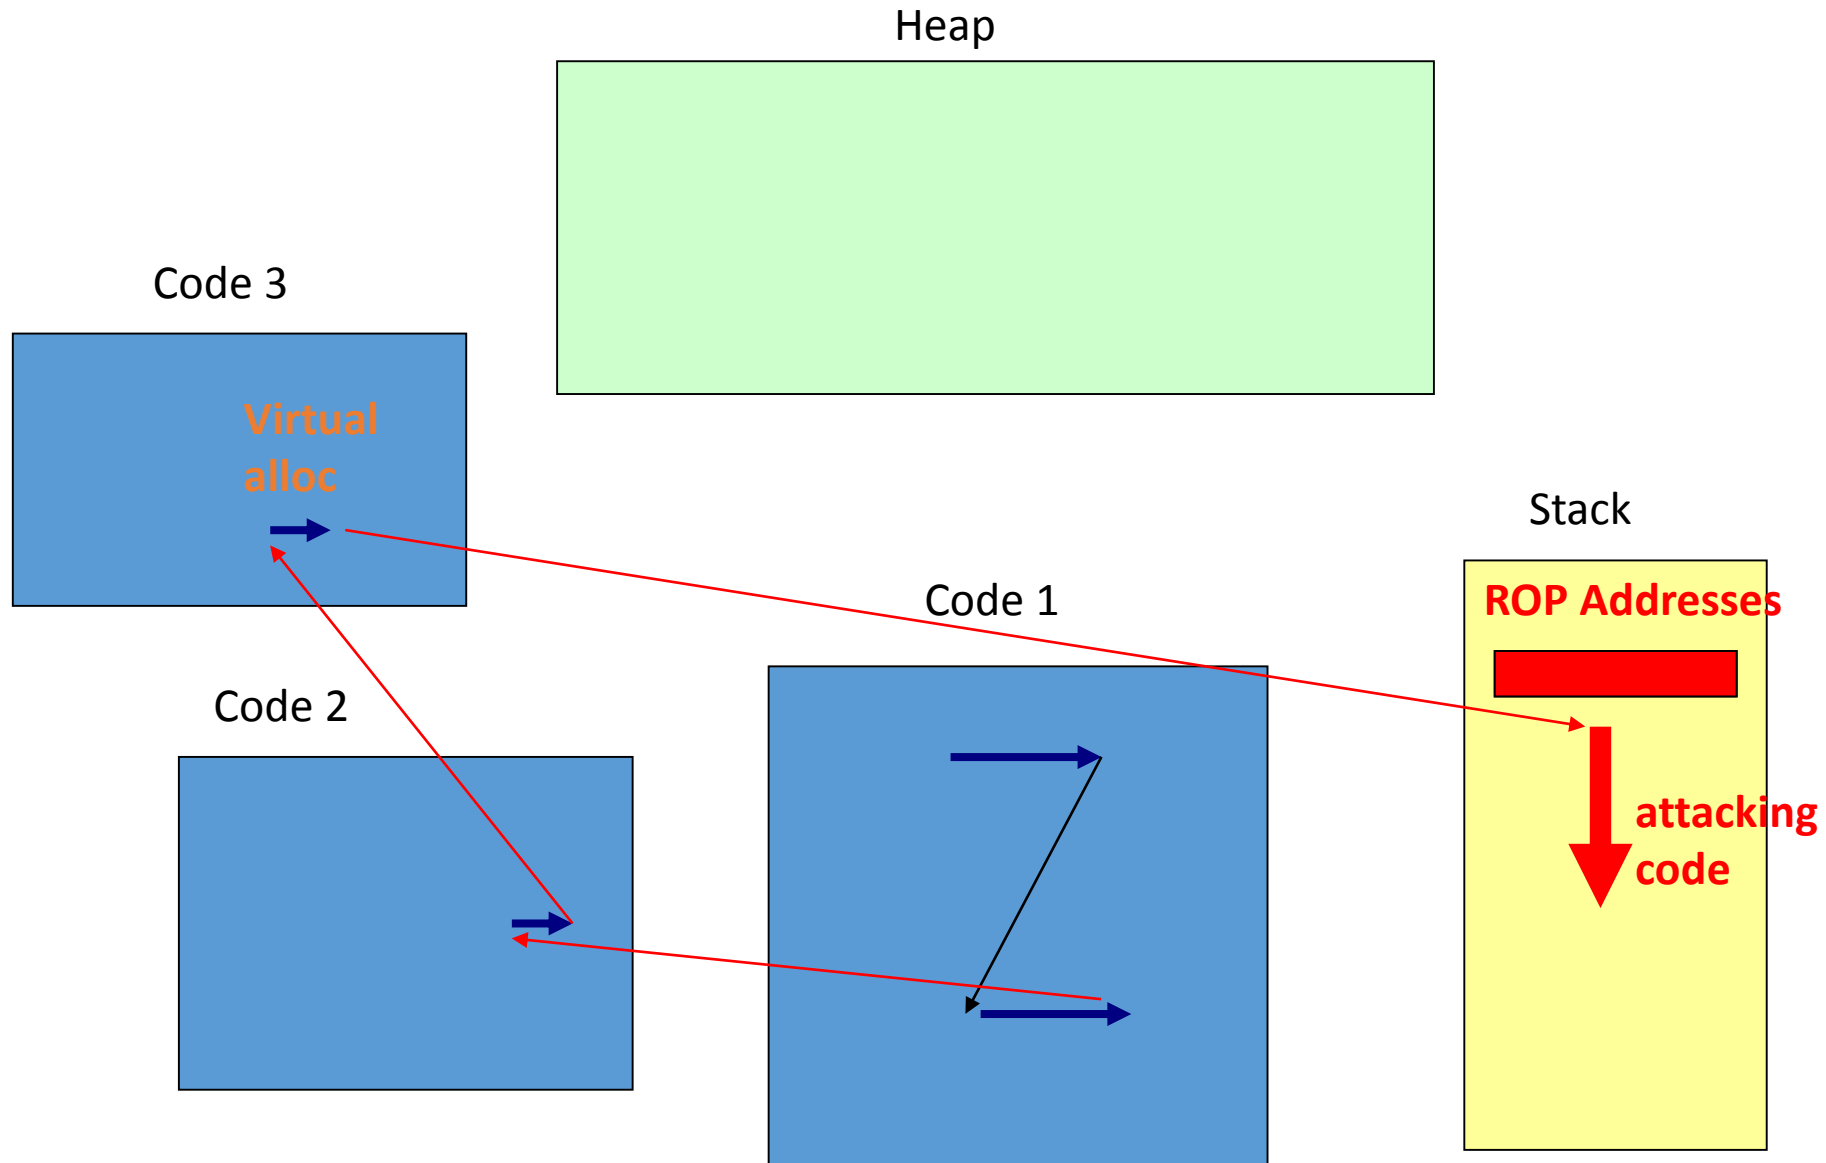 Heap
Code 3
Virtual
alloc
Stack
Code 1
ROP Addresses
Code 2
attacking
code